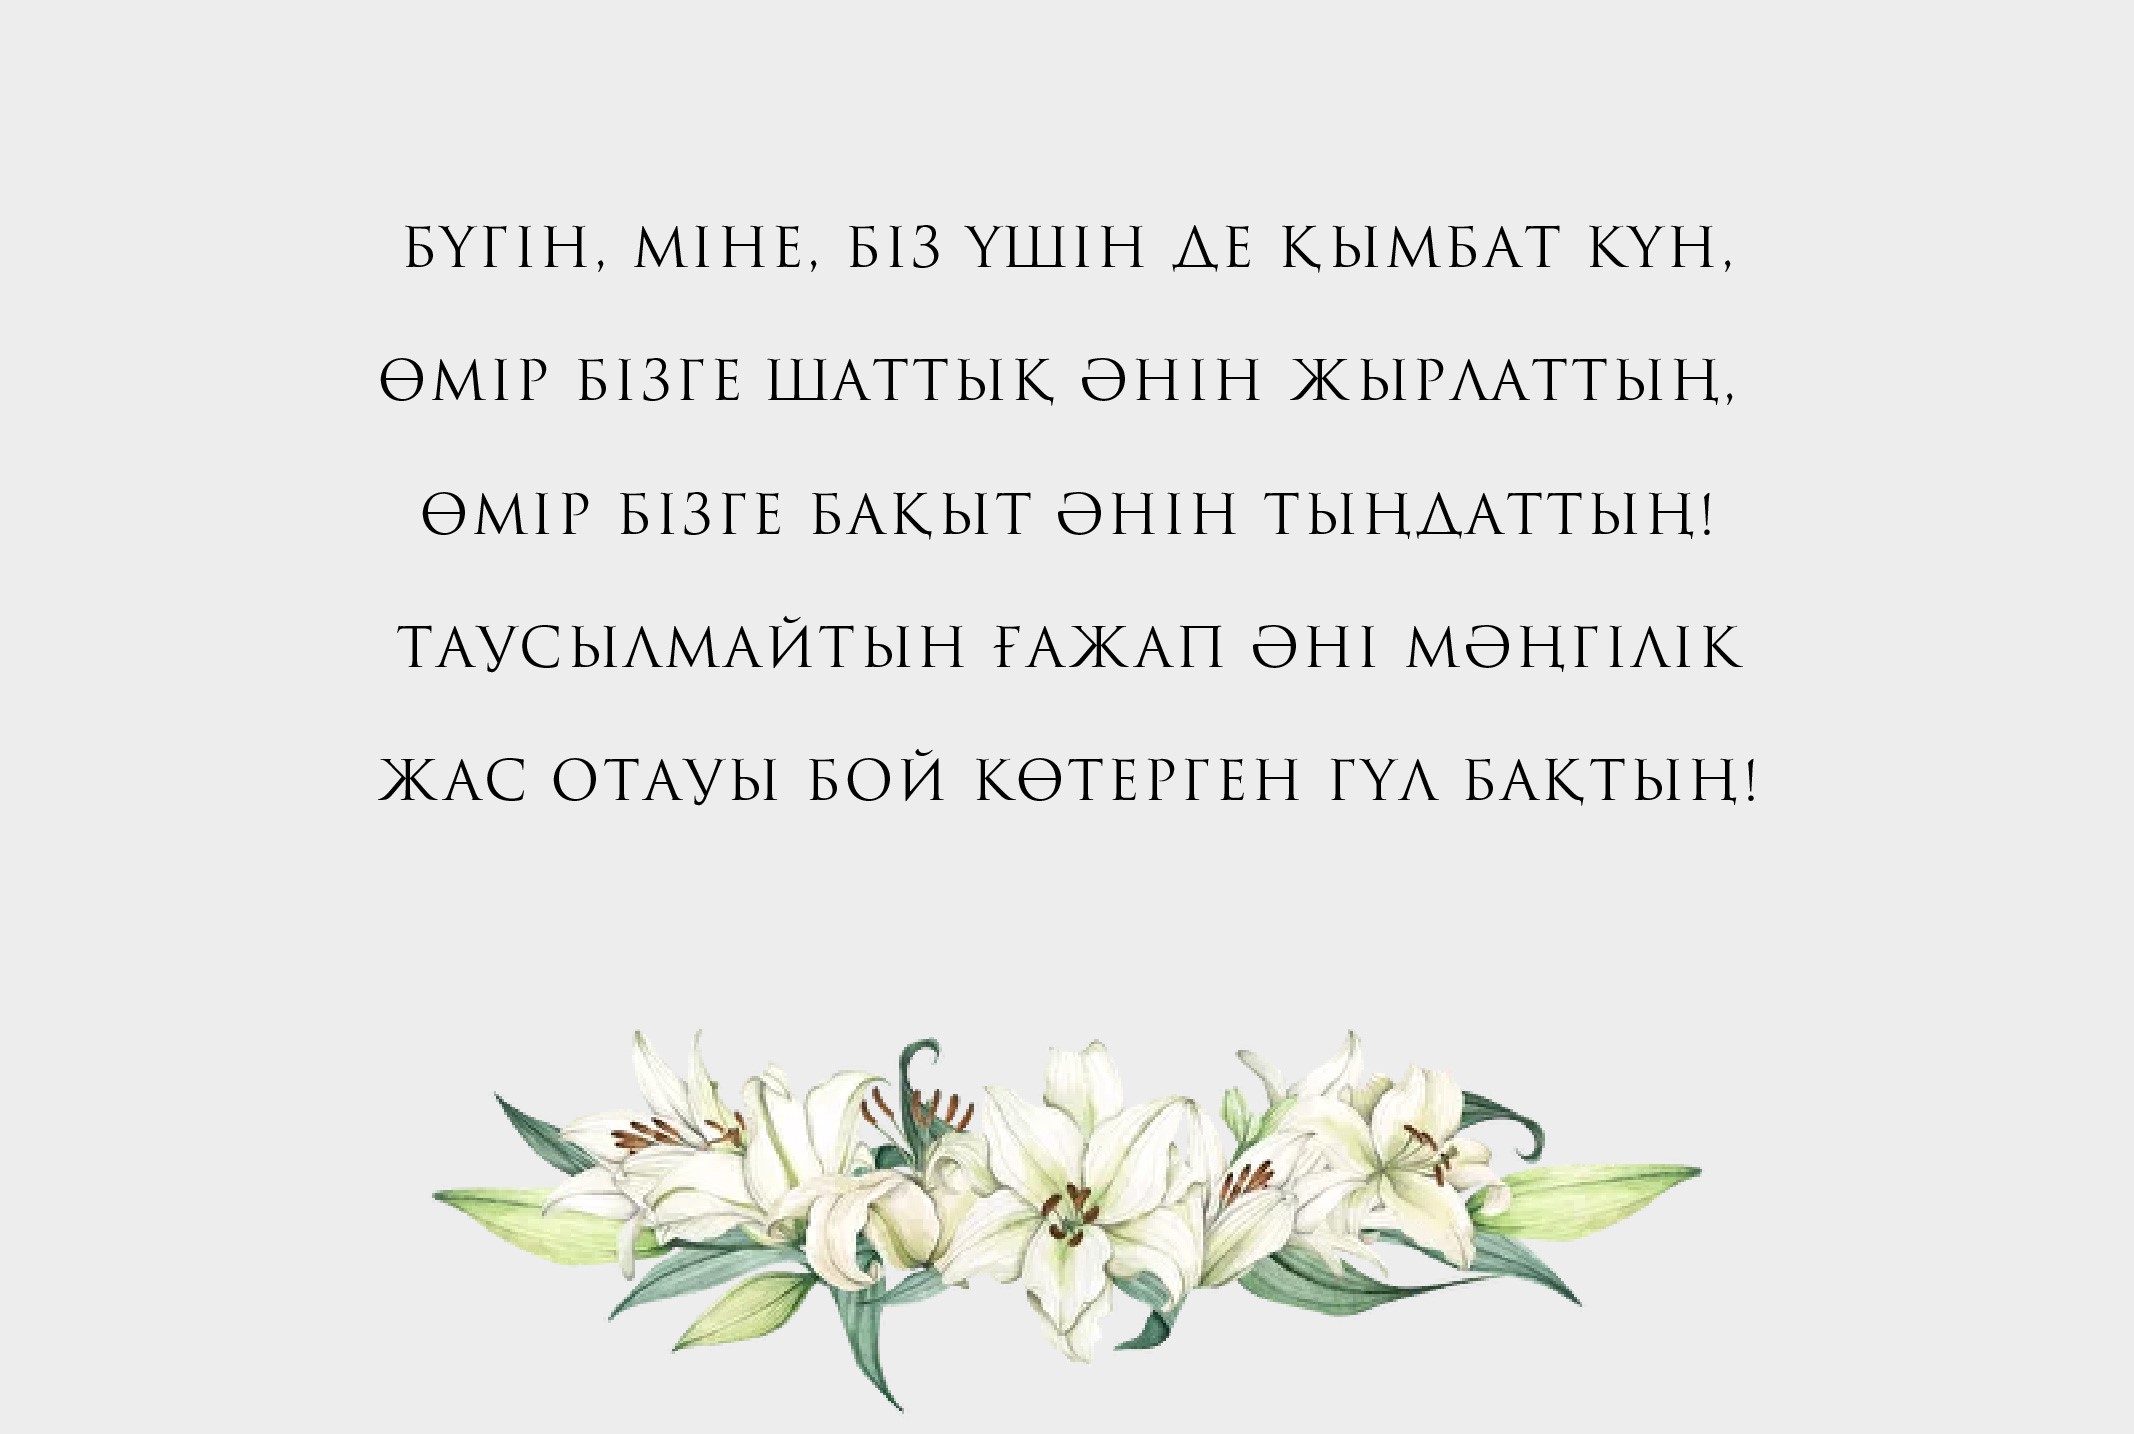 БҮГІН, МІНЕ, БІЗ ҮШІН ДЕ ҚЫМБАТ КҮН,
ӨМІР БІЗГЕ ШАТТЫҚ ӘНІН ЖЫРЛАТТЫҢ,
ӨМІР БІЗГЕ БАҚЫТ ӘНІН ТЫҢДАТТЫҢ!
ТАУСЫЛМАЙТЫН ҒАЖАП ӘНІ МӘҢГІЛІК
ЖАС ОТАУЫ БОЙ КӨТЕРГЕН ГҮЛ БАҚТЫҢ!